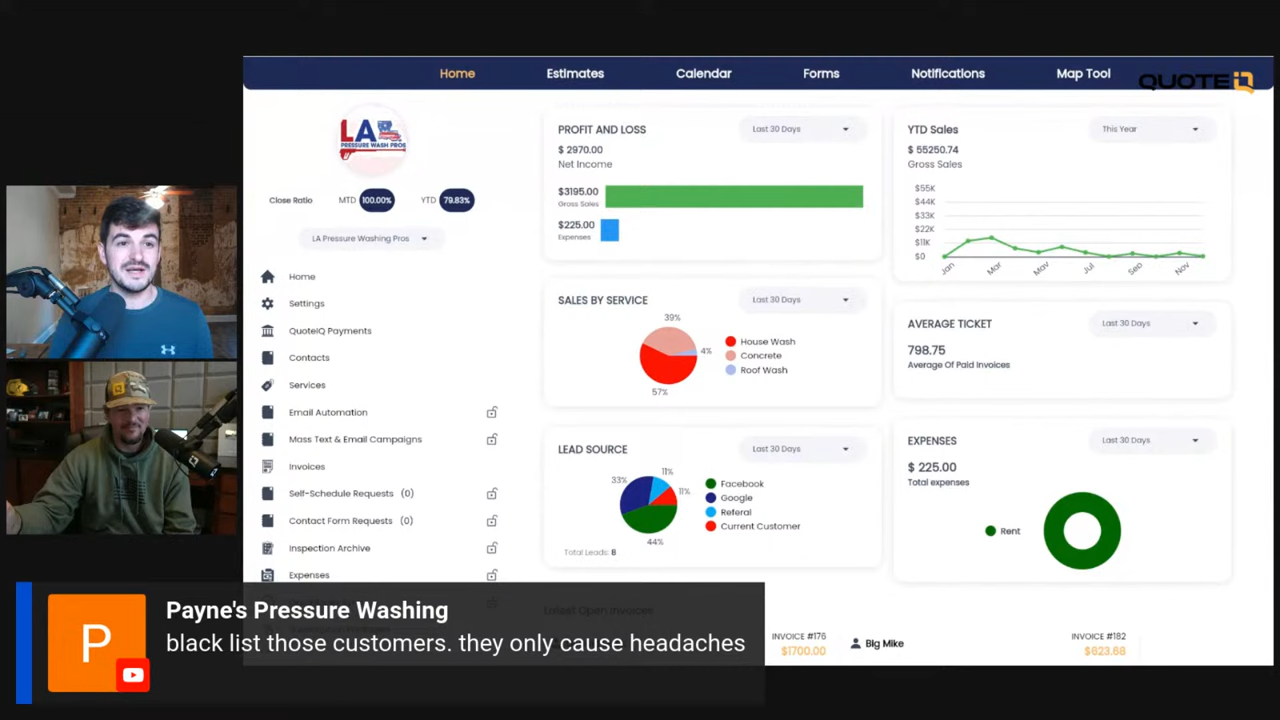 Home
Estimates
Calendar
Forms
Notifications
Map Tool
QUOTEIQ
LA
PRESSURE WASH PROS
Close Ratio
MTD
100.00%
YTD
79.83%
LA Pressure Washing Pros
Home
Settings
QuoteIQ Payments
Contacts
Services
Email Automation
Mass Text & Email Campaigns
Invoices
Self-Schedule Requests (0)
Contact Form Requests (0)
Inspection Archive
Expenses
PROFIT AND LOSS
Last 30 Days
$ 2970.00
Net Income
$3195.00
Gross Sales
$225.00
Expenses
YTD Sales
This Year
$ 55250.74
Gross Sales
$55K
$44K
$33K
$22K
$11K
$0
Jan
Mar
May
Jul
Sep
Nov
SALES BY SERVICE
Last 30 Days
39%
4%
57%
House Wash
Concrete
Roof Wash
AVERAGE TICKET
Last 30 Days
798.75
Average Of Paid Invoices
LEAD SOURCE
Last 30 Days
33%
11%
11%
44%
Facebook
Google
Referal
Current Customer
Total Leads: 8
EXPENSES
Last 30 Days
$ 225.00
Total expenses
Rent
Latest Open Invoices
INVOICE #176
$1700.00
Big Mike
INVOICE #182
$623.68
P
Payne's Pressure Washing
black list those customers. they only cause headaches